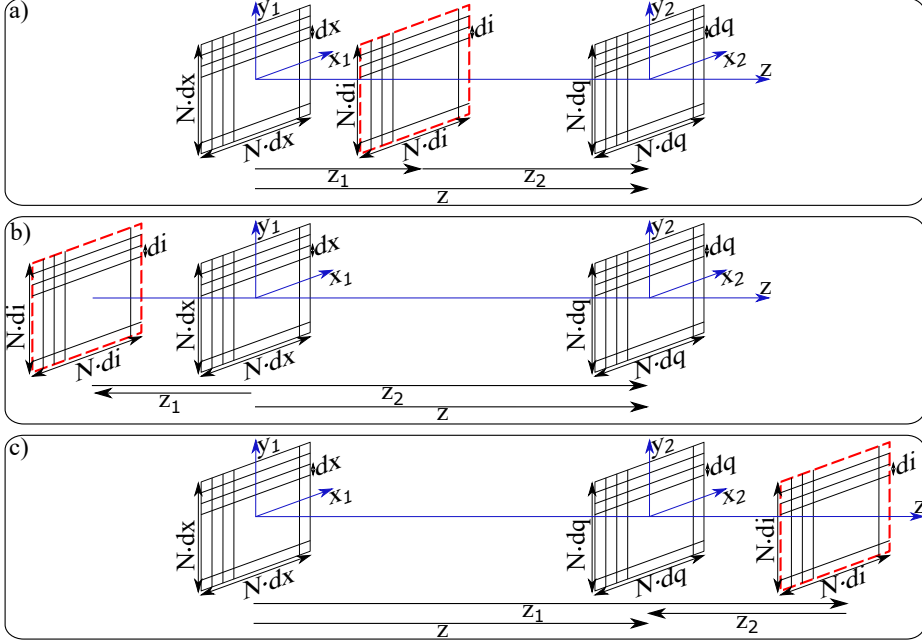 a)
y₁
x₁
dx
N·dx
N·dx
di
N·di
N·di
y₂
x₂
dq
N·dq
N·dq
z
z₁
z₂
z
b)
di
N·di
N·di
y₁
x₁
dx
N·dx
N·dx
y₂
x₂
dq
N·dq
N·dq
z
z₁
z₂
z
c)
y₁
x₁
dx
N·dx
N·dx
y₂
x₂
dq
N·dq
N·dq
di
N·di
N·di
z
z₁
z₂
z